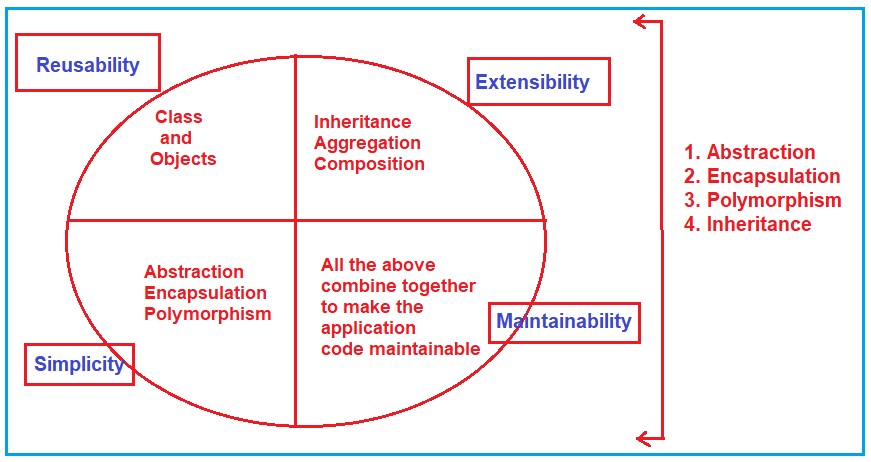 Reusability
Class
and
Objects
Extensibility
Inheritance
Aggregation
Composition
Simplicity
Abstraction
Encapsulation
Polymorphism
Maintainability
All the above
combine together
to make the
application
code maintainable
1. Abstraction
2. Encapsulation
3. Polymorphism
4. Inheritance